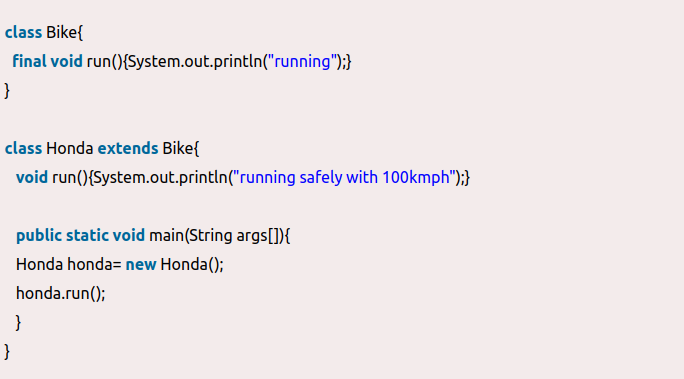 class Bike{
final void run(){System.out.println("running");}
}
class Honda extends Bike{
void run(){System.out.println("running safely with 100kmph");}
public static void main(String args[]){
Honda honda= new Honda();
honda.run();
}
}